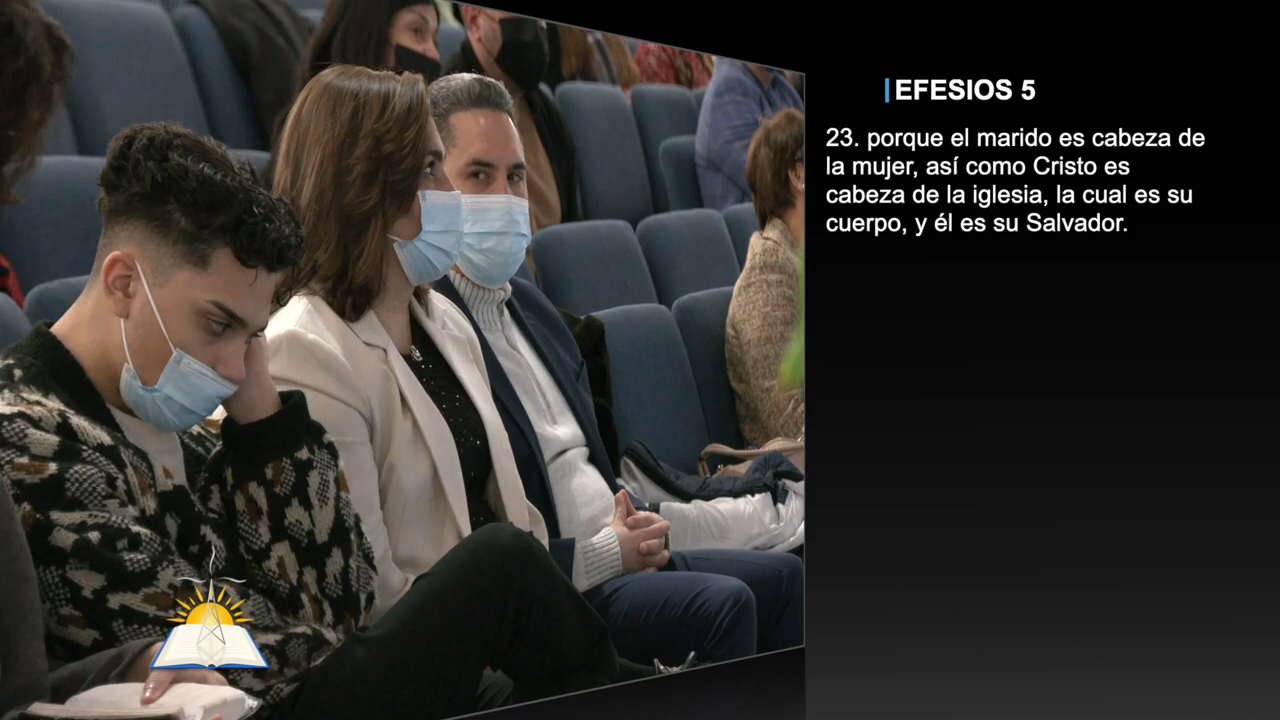 EFESIOS 5
23. porque el marido es cabeza de
la mujer, así como Cristo es
cabeza de la iglesia, la cual es su
cuerpo, y él es su Salvador.